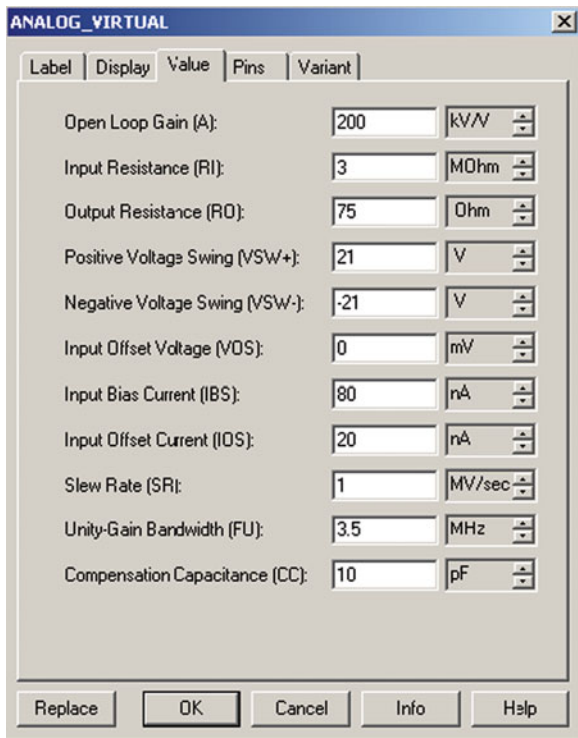 ANALOG_VIRTUAL
Label Display Value Pins Variant
Open Loop Gain (A): 200 kV/V
Input Resistance (RI): 3 MOhm
Output Resistance (RO): 75 Ohm
Positive Voltage Swing (VSW+): 21 V
Negative Voltage Swing (VSW-): -21 V
Input Offset Voltage (VOS): 0 mV
Input Bias Current (IBS): 80 nA
Input Offset Current (IOS): 20 nA
Slew Rate (SR): 1 MV/sec
Unity-Gain Bandwidth (FU): 3.5 MHz
Compensation Capacitance (CC): 10 pF
Replace OK Cancel Info Help